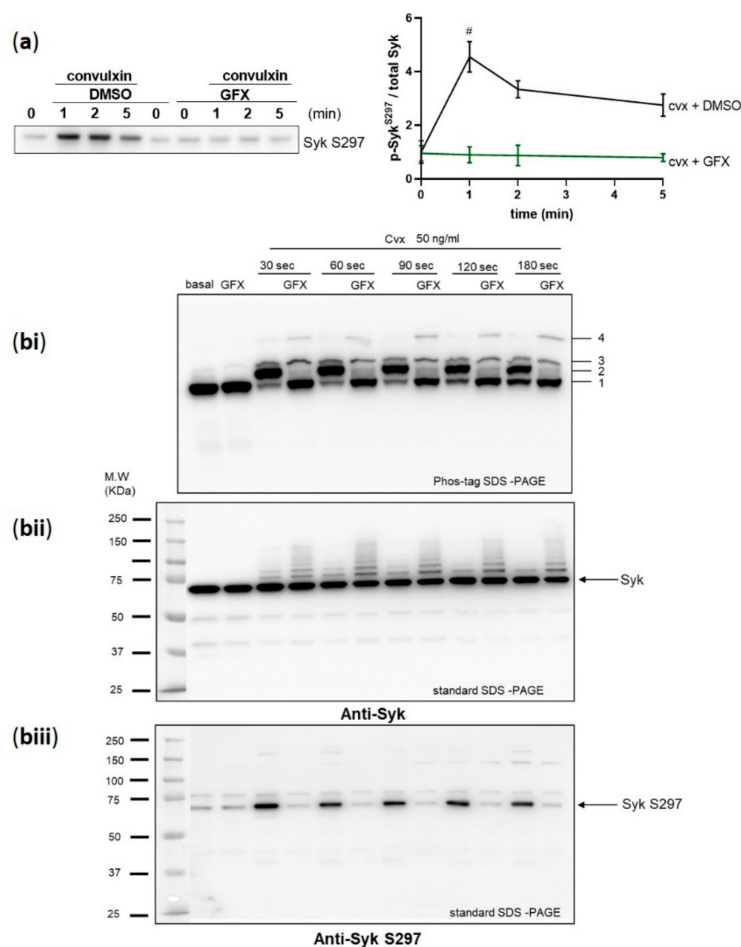 (a)
convulxin convulxin
DMSO GFX
0 1 2 5 0 0 1 2 5 (min)
Syk S297
#
6
4
2
0
0 1 2 3 4 5
p-Syk^S297 / total Syk
time (min)
cvx + DMSO
cvx + GFX
(bi)
Cvx 50 ng/ml
30 sec 60 sec 90 sec 120 sec 180 sec
basal GFX GFX GFX GFX GFX GFX
4
3
2
1
Phos-tag SDS -PAGE
(bii)
M.W
(KDa)
250
150
75
50
37
25
Syk
standard SDS -PAGE
Anti-Syk
(biii)
250
150
100
75
50
37
25
Syk S297
standard SDS -PAGE
Anti-Syk S297